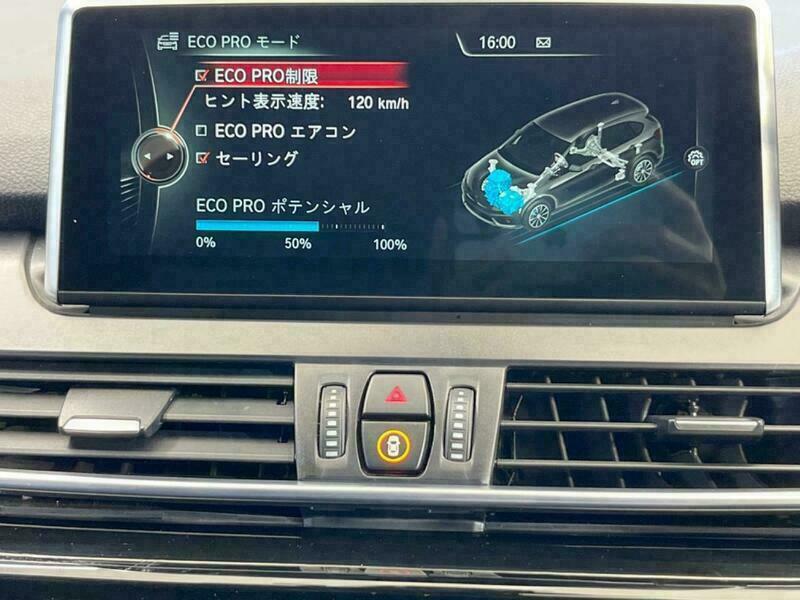 ECO PRO モード
16:00
ECO PRO制限
ヒント表示速度: 120 km/h
ECO PRO エアコン
セーリング
OPT
ECO PRO ポテンシャル
0% 50% 100%